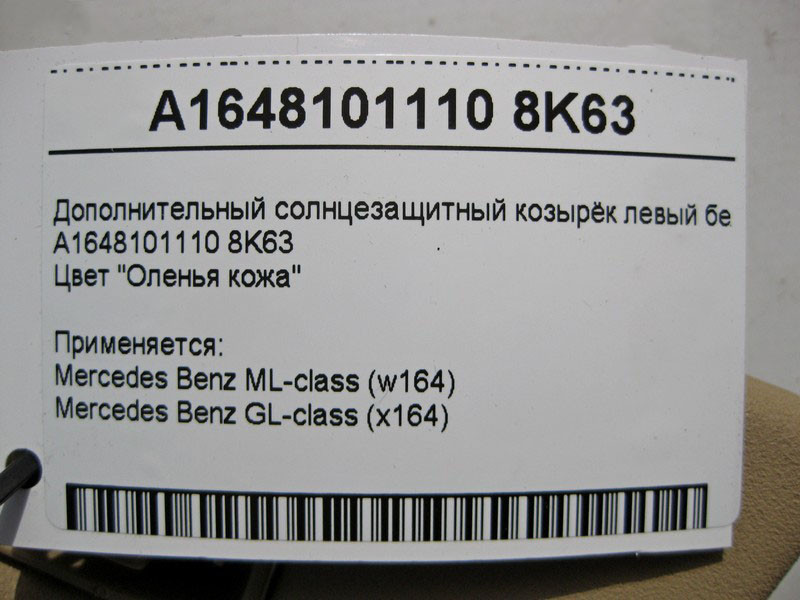 A1648101110 8K63
Дополнительный солнцезащитный козырёк левый бе
A1648101110 8K63
Цвет "Оленья кожа"
Применяется:
Mercedes Benz ML-class (w164)
Mercedes Benz GL-class (x164)